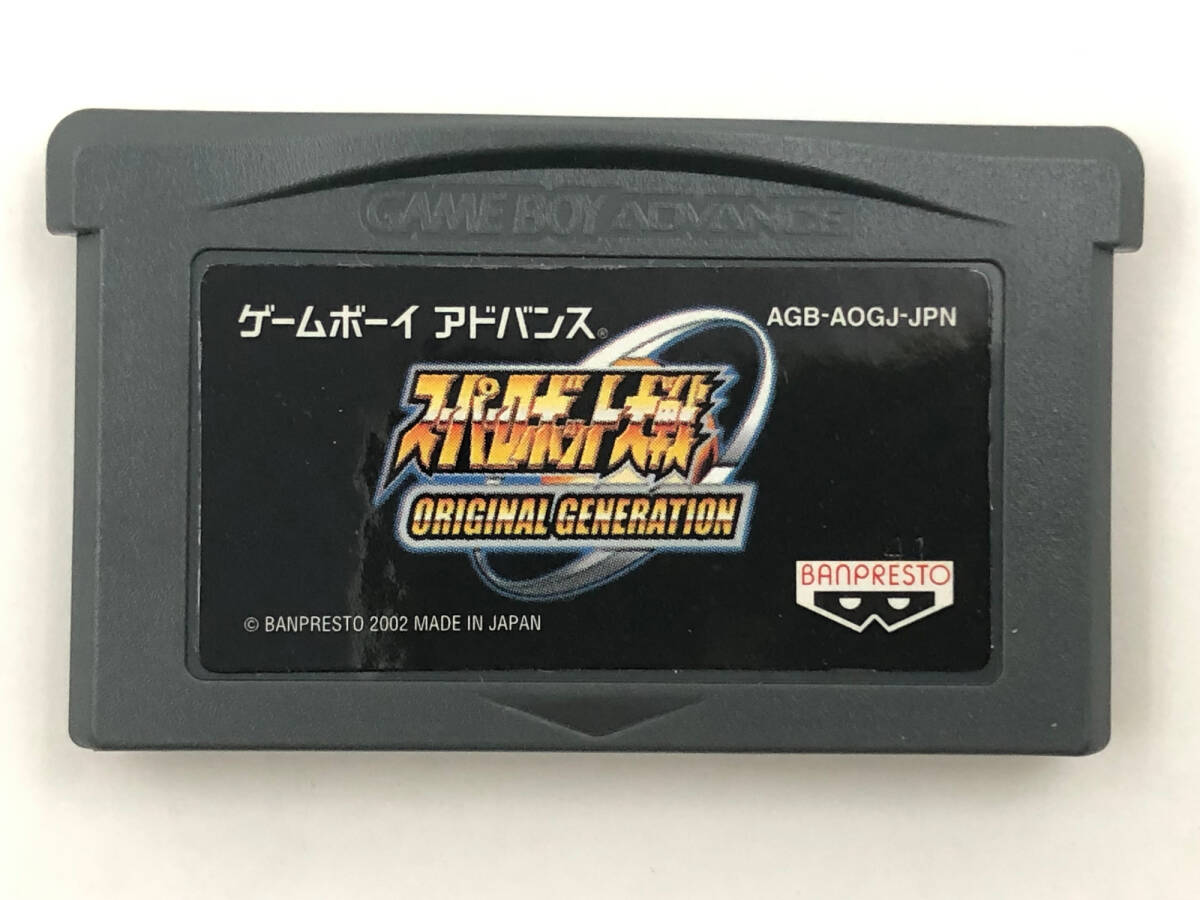 GAME BOY ADVANCE
ゲームボーイ アドバンス®
AGB-AOGJ-JPN
スーパーロボット大戦
ORIGINAL GENERATION
41
BANPRESTO
© BANPRESTO 2002 MADE IN JAPAN